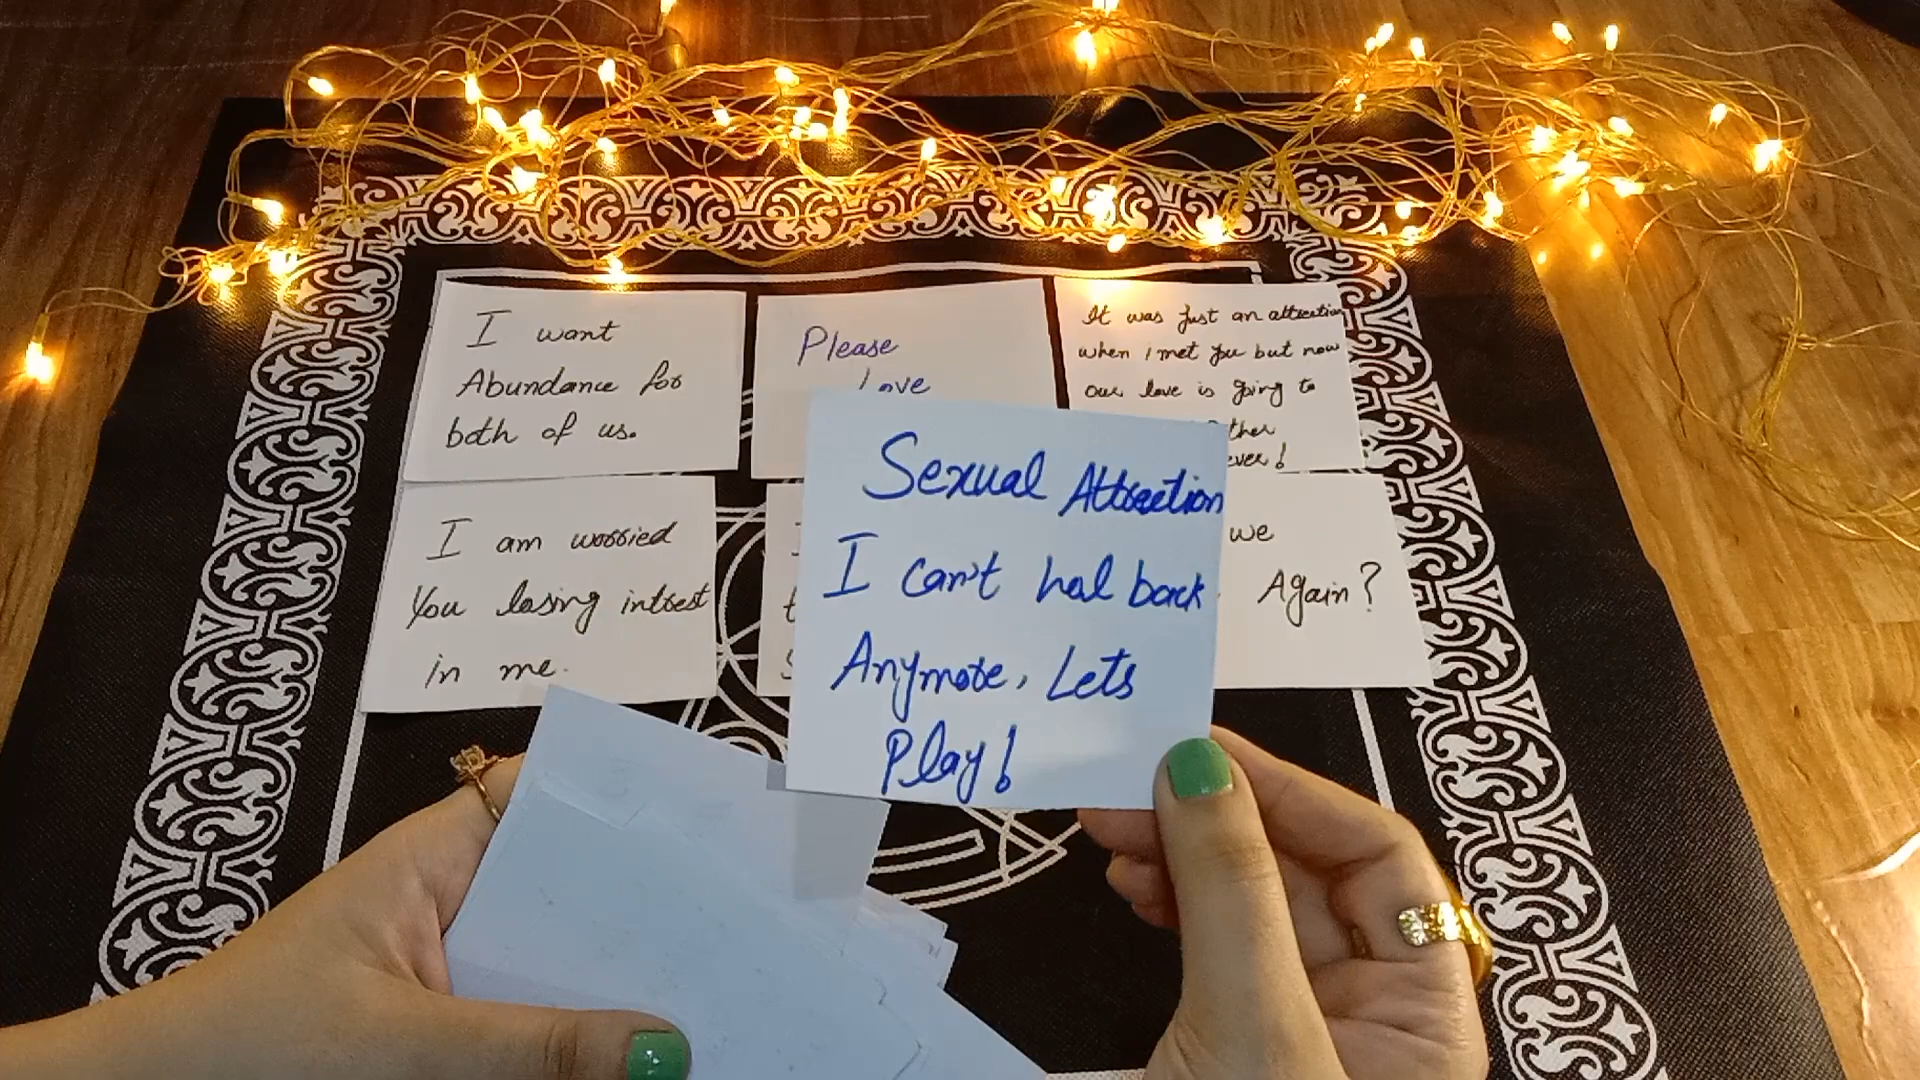 I want
Abundance for
both of us.
Please
Love
It was just an attraction
when I met you but now
our love is going to
ther
ever!
I am worried
You losing intrest
in me.
we
Again?
Sexual Attraction
I can't hal back
Anymore, Lets
Play!